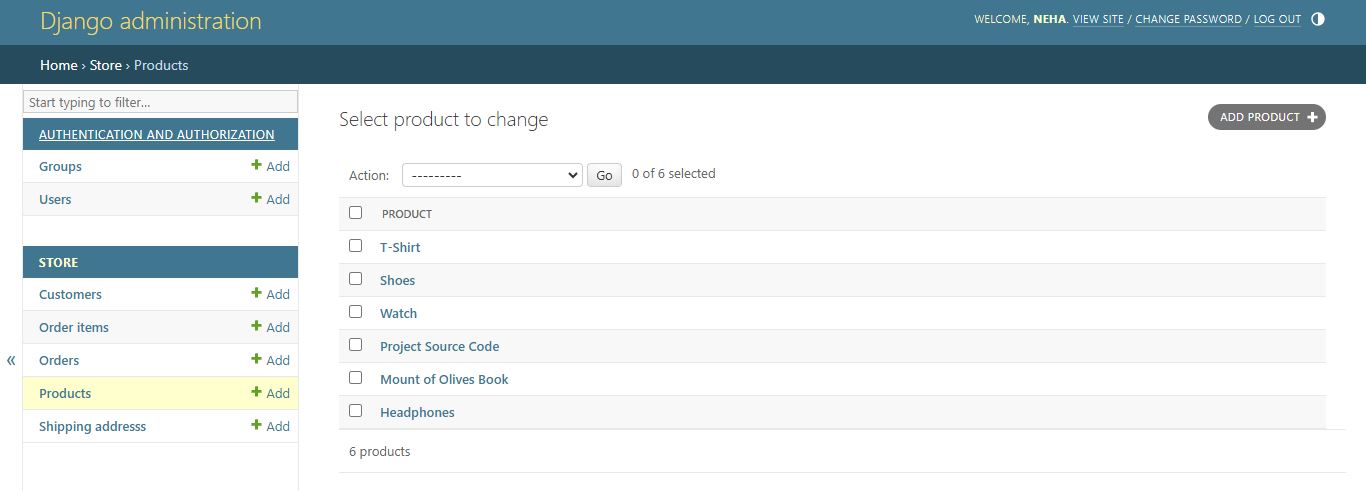 Django administration
WELCOME, NEHA. VIEW SITE / CHANGE PASSWORD / LOG OUT
Home › Store › Products
Start typing to filter...
AUTHENTICATION AND AUTHORIZATION
Groups + Add
Users + Add
STORE
Customers + Add
Order items + Add
Orders + Add
Products + Add
Shipping addresss + Add
«
Select product to change
ADD PRODUCT +
Action: --------- Go 0 of 6 selected
PRODUCT
T-Shirt
Shoes
Watch
Project Source Code
Mount of Olives Book
Headphones
6 products